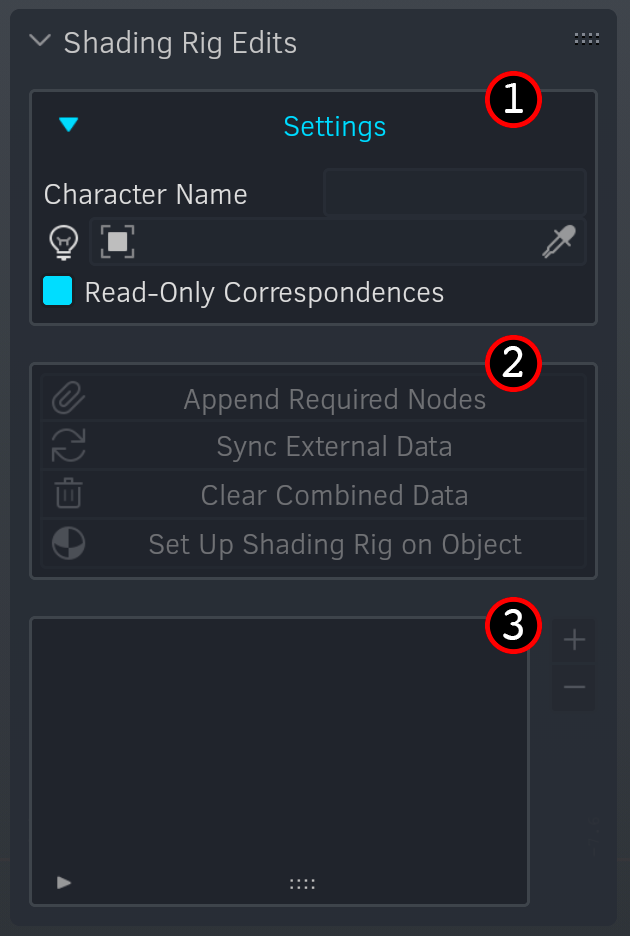 Shading Rig Edits
1
Settings
Character Name
Read-Only Correspondences
2
Append Required Nodes
Sync External Data
Clear Combined Data
Set Up Shading Rig on Object
3